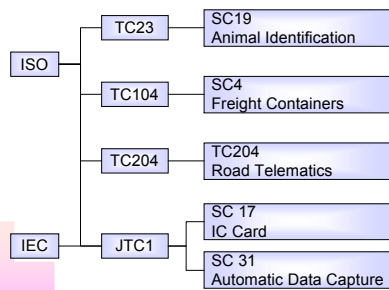 TC23
SC19
Animal Identification
ISO
TC104
SC4
Freight Containers
TC204
TC204
Road Telematics
IEC
JTC1
SC 17
IC Card
SC 31
Automatic Data Capture